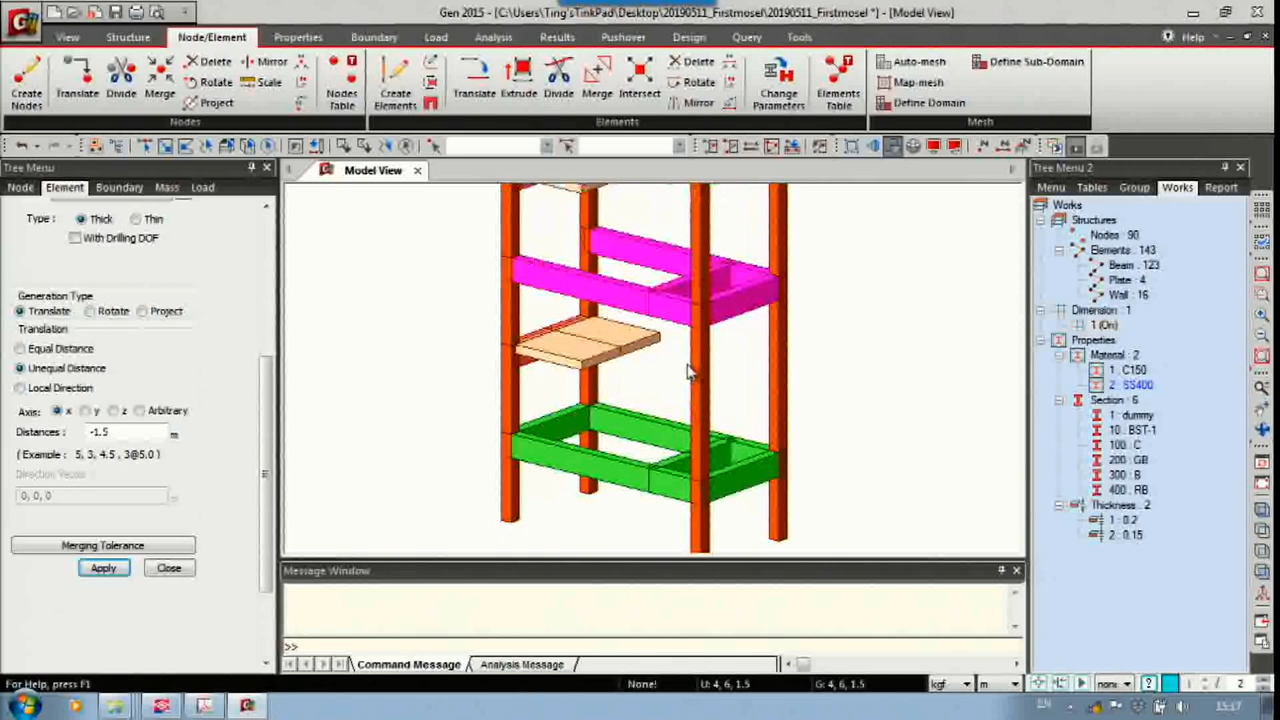 Gen 2015 - [C:\Users\Ting'sTinkPad\Desktop\20190511_Firstmosel\20190511_Firstmosel *] - [Model View]
View Structure Node/Element Properties Boundary Load Analysis Results Pushover Design Query Tools Help
Create Nodes Translate Divide Merge Delete Rotate Project Mirror Scale Nodes Table
Create Elements Translate Extrude Divide Merge Intersect Delete Rotate Mirror Change Parameters Elements Table
Auto-mesh Map-mesh Define Domain Define Sub-Domain
Nodes Elements Mesh
Tree Menu
Node Element Boundary Mass Load
Type : Thick Thin
With Drilling DOF
Generation Type
Translate Rotate Project
Translation
Equal Distance
Unequal Distance
Local Direction
Axis: x y z Arbitrary
Distances : -1.5 m
( Example : 5, 3, 4.5 , 3@5.0 )
Direction Vector
0, 0, 0
Merging Tolerance
Apply Close
Model View
Message Window
>>
Command Message Analysis Message
Tree Menu 2
Menu Tables Group Works Report
Works
Structures
Nodes : 90
Elements : 143
Beam : 123
Plate : 4
Wall : 16
Dimension : 1
1 (On)
Properties
Material : 2
1 : C150
2 : SS400
Section : 6
1 : dummy
10 : BST-1
100 : C
200 : GB
300 : B
400 : RB
Thickness : 2
1 : 0.2
2 : 0.15
For Help, press F1 None! U: 4, 6, 1.5 G: 4, 6, 1.5 kgf m none ? / 2
EN 15:17